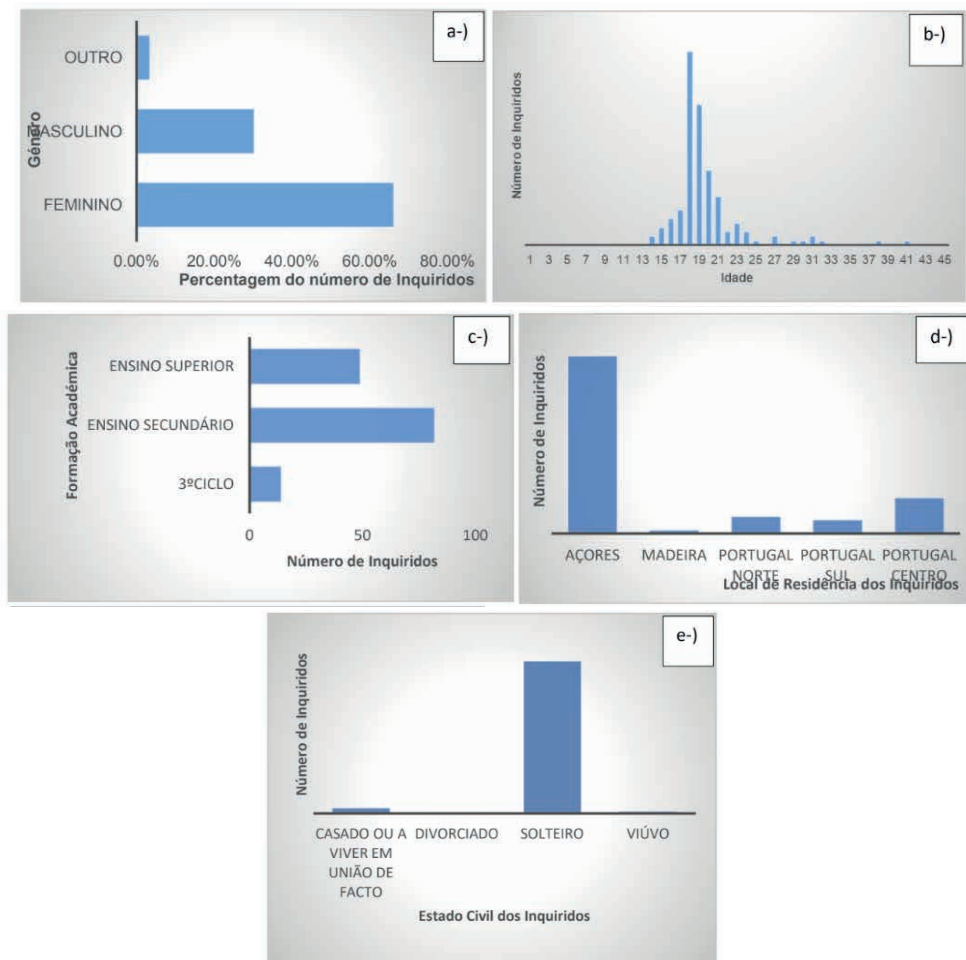 a-)
Género
OUTRO
MASCULINO
FEMININO
0.00% 20.00% 40.00% 60.00% 80.00%
Percentagem do número de Inquiridos
b-)
Número de Inquiridos
1 3 5 7 9 11 13 15 17 19 21 23 25 27 29 31 33 35 37 39 41 43 45
Idade
c-)
Formação Académica
ENSINO SUPERIOR
ENSINO SECUNDÁRIO
3ºCICLO
0 50 100
Número de Inquiridos
d-)
Número de Inquiridos
AÇORES MADEIRA PORTUGAL PORTUGAL PORTUGAL
NORTE SUL CENTRO
Local de Residência dos Inquiridos
e-)
Número de Inquiridos
CASADO OU A DIVORCIADO SOLTEIRO VIÚVO
VIVER EM
UNIÃO DE
FACTO
Estado Civil dos Inquiridos